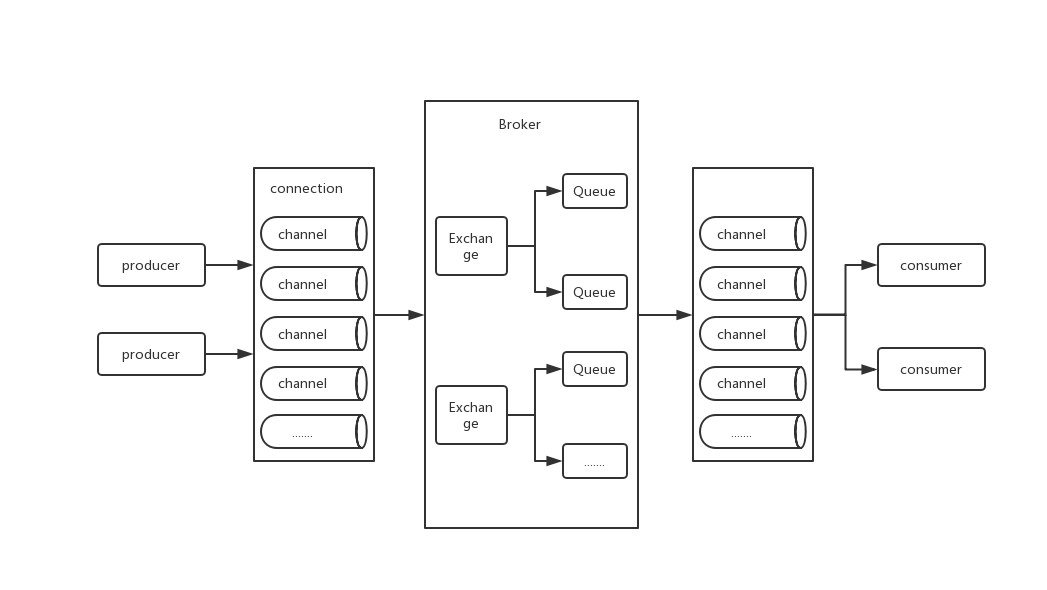 producer
producer
connection
channel
channel
channel
channel
.......
Broker
Exchan
ge
Queue
Queue
Exchan
ge
Queue
.......
channel
channel
channel
channel
.......
consumer
consumer